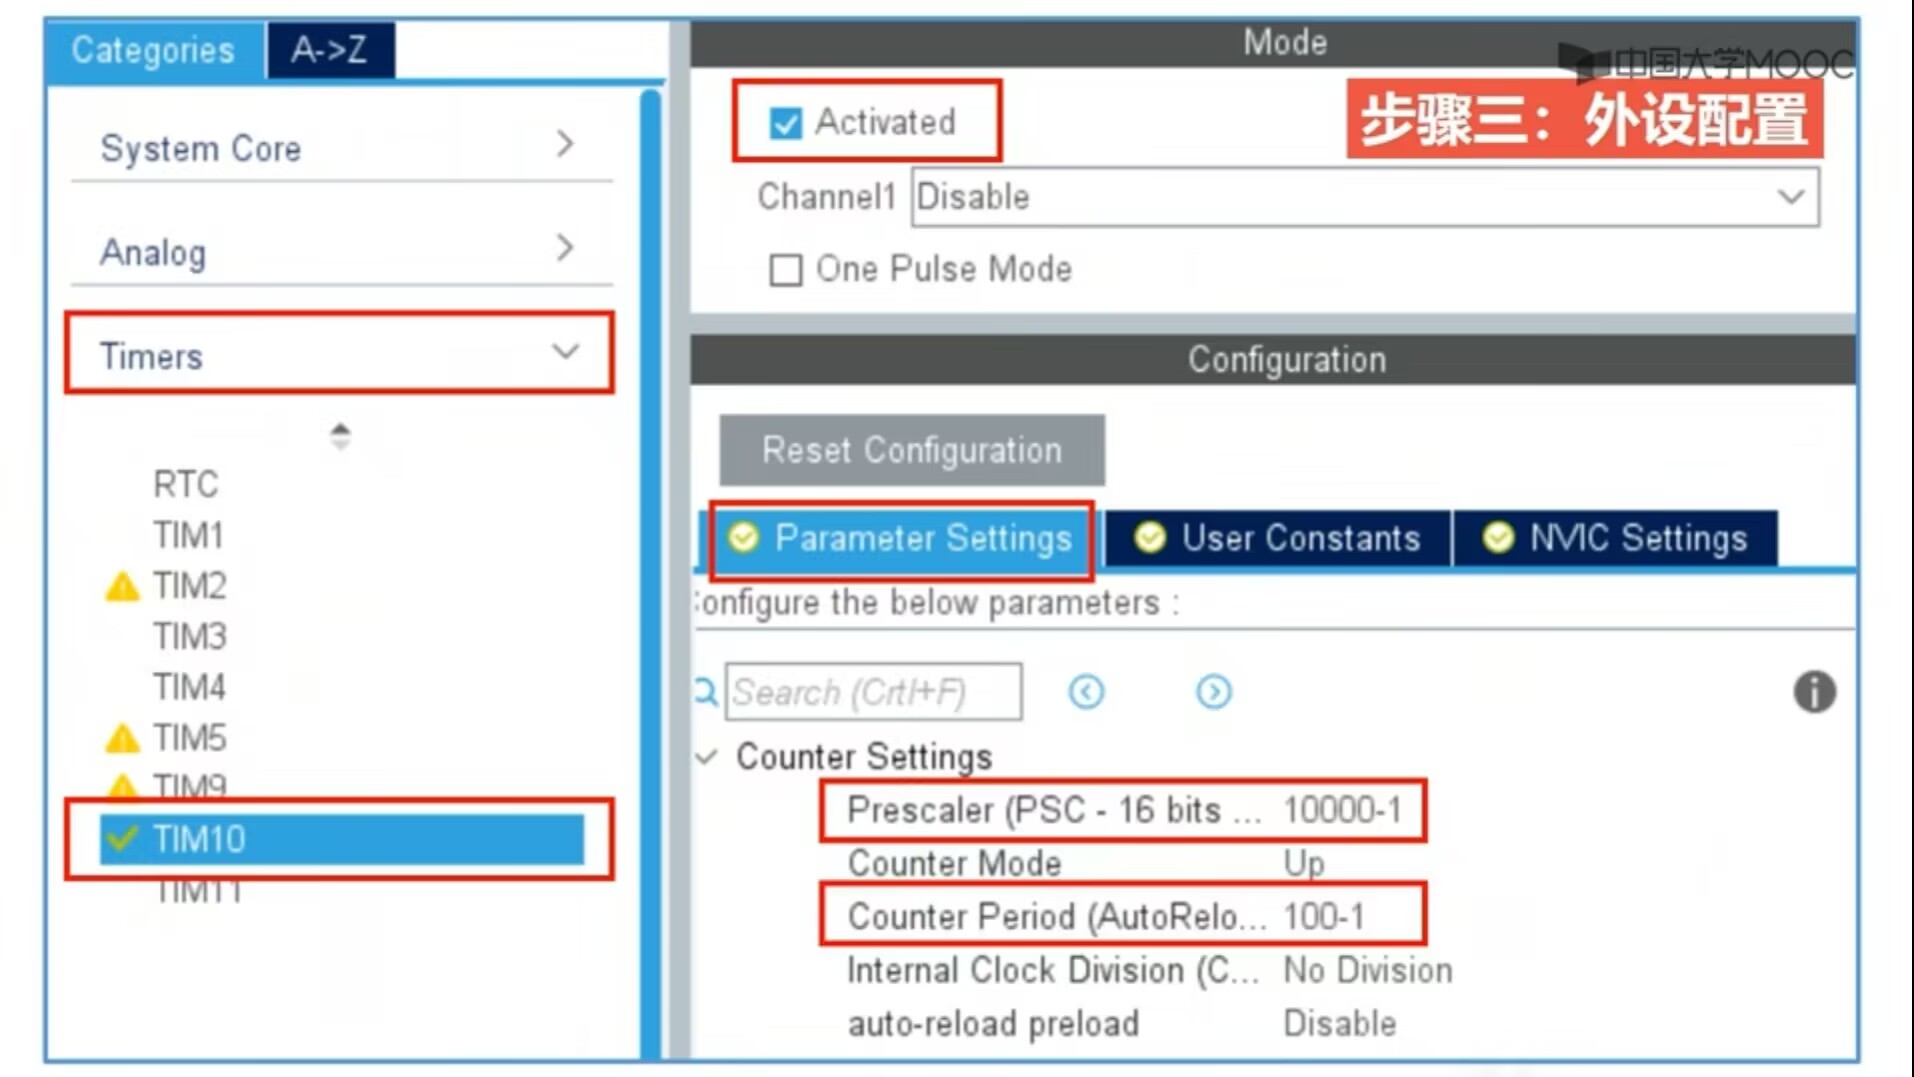 Categories
A->Z
System Core
Analog
Timers
RTC
TIM1
TIM2
TIM3
TIM4
TIM5
TIM9
TIM10
TIM11
Mode
中国大学MOOC
步骤三：外设配置
Activated
Channel1 Disable
One Pulse Mode
Configuration
Reset Configuration
Parameter Settings
User Constants
NVIC Settings
onfigure the below parameters :
Search (Crtl+F)
Counter Settings
Prescaler (PSC - 16 bits ... 10000-1
Counter Mode Up
Counter Period (AutoRelo... 100-1
Internal Clock Division (C... No Division
auto-reload preload Disable